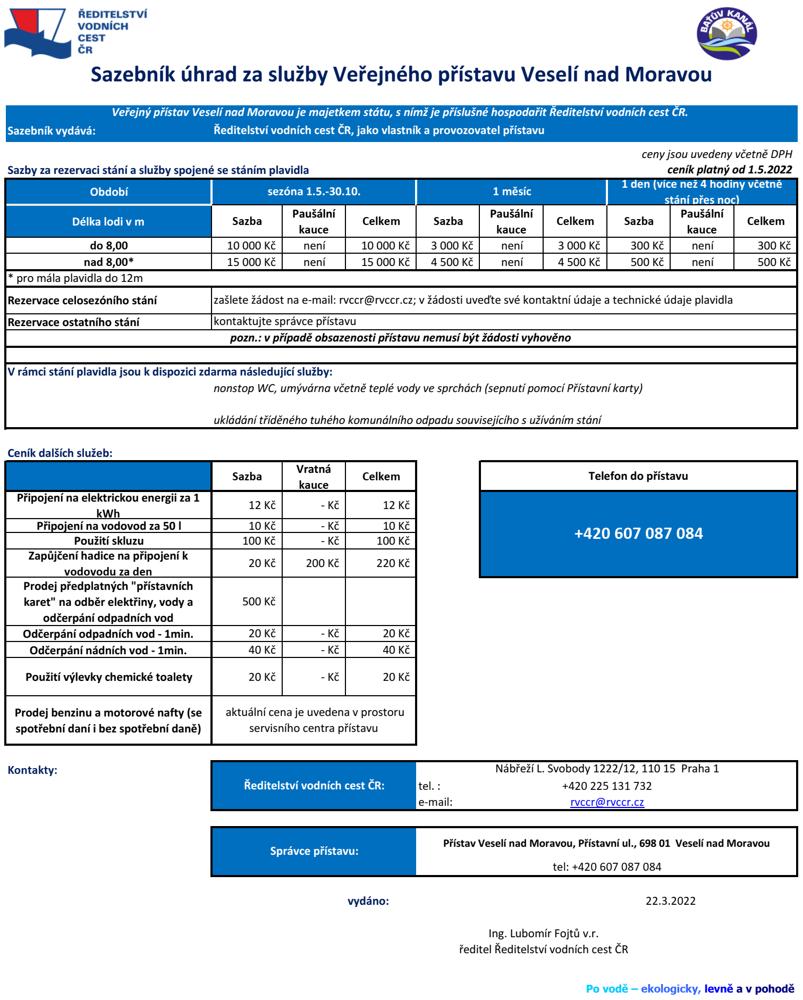 ŘEDITELSTVÍ
VODNÍCH
CEST
ČR
BAŤŮV KANÁL
Sazebník úhrad za služby Veřejného přístavu Veselí nad Moravou
Veřejný přístav Veselí nad Moravou je majetkem státu, s nímž je příslušné hospodařit Ředitelství vodních cest ČR.
Sazebník vydává: Ředitelství vodních cest ČR, jako vlastník a provozovatel přístavu
ceny jsou uvedeny včetně DPH
Sazby za rezervaci stání a služby spojené se stáním plavidla ceník platný od 1.5.2022
Období sezóna 1.5.-30.10. 1 měsíc 1 den (více než 4 hodiny včetně stání přes noc)
Délka lodi v m Sazba Paušální kauce Celkem Sazba Paušální kauce Celkem Sazba Paušální kauce Celkem
do 8,00 10 000 Kč není 10 000 Kč 3 000 Kč není 3 000 Kč 300 Kč není 300 Kč
nad 8,00* 15 000 Kč není 15 000 Kč 4 500 Kč není 4 500 Kč 500 Kč není 500 Kč
* pro mála plavidla do 12m
Rezervace celosezóního stání zašlete žádost na e-mail: rvccr@rvccr.cz; v žádosti uveďte své kontaktní údaje a technické údaje plavidla
Rezervace ostatního stání kontaktujte správce přístavu
pozn.: v případě obsazenosti přístavu nemusí být žádosti vyhověno
V rámci stání plavidla jsou k dispozici zdarma následující služby:
nonstop WC, umývárna včetně teplé vody ve sprchách (sepnutí pomocí Přístavní karty)
ukládání tříděného tuhého komunálního odpadu souvisejícího s užíváním stání
Ceník dalších služeb:
Sazba Vratná kauce Celkem
Připojení na elektrickou energii za 1 kWh 12 Kč - Kč 12 Kč
Připojení na vodovod za 50 l 10 Kč - Kč 10 Kč
Použití skluzu 100 Kč - Kč 100 Kč
Zapůjčení hadice na připojení k vodovodu za den 20 Kč 200 Kč 220 Kč
Prodej předplatných "přístavních karet" na odběr elektřiny, vody a odčerpání odpadních vod 500 Kč
Odčerpání odpadních vod - 1min. 20 Kč - Kč 20 Kč
Odčerpání nádních vod - 1min. 40 Kč - Kč 40 Kč
Použití výlevky chemické toalety 20 Kč - Kč 20 Kč
Prodej benzinu a motorové nafty (se spotřební daní i bez spotřební daně) aktuální cena je uvedena v prostoru servisního centra přístavu
Telefon do přístavu
+420 607 087 084
Kontakty:
Ředitelství vodních cest ČR:
Nábřeží L. Svobody 1222/12, 110 15 Praha 1
tel. : +420 225 131 732
e-mail: rvccr@rvccr.cz
Správce přístavu:
Přístav Veselí nad Moravou, Přístavní ul., 698 01 Veselí nad Moravou
tel: +420 607 087 084
vydáno: 22.3.2022
Ing. Lubomír Fojtů v.r.
ředitel Ředitelství vodních cest ČR
Po vodě – ekologicky, levně a v pohodě